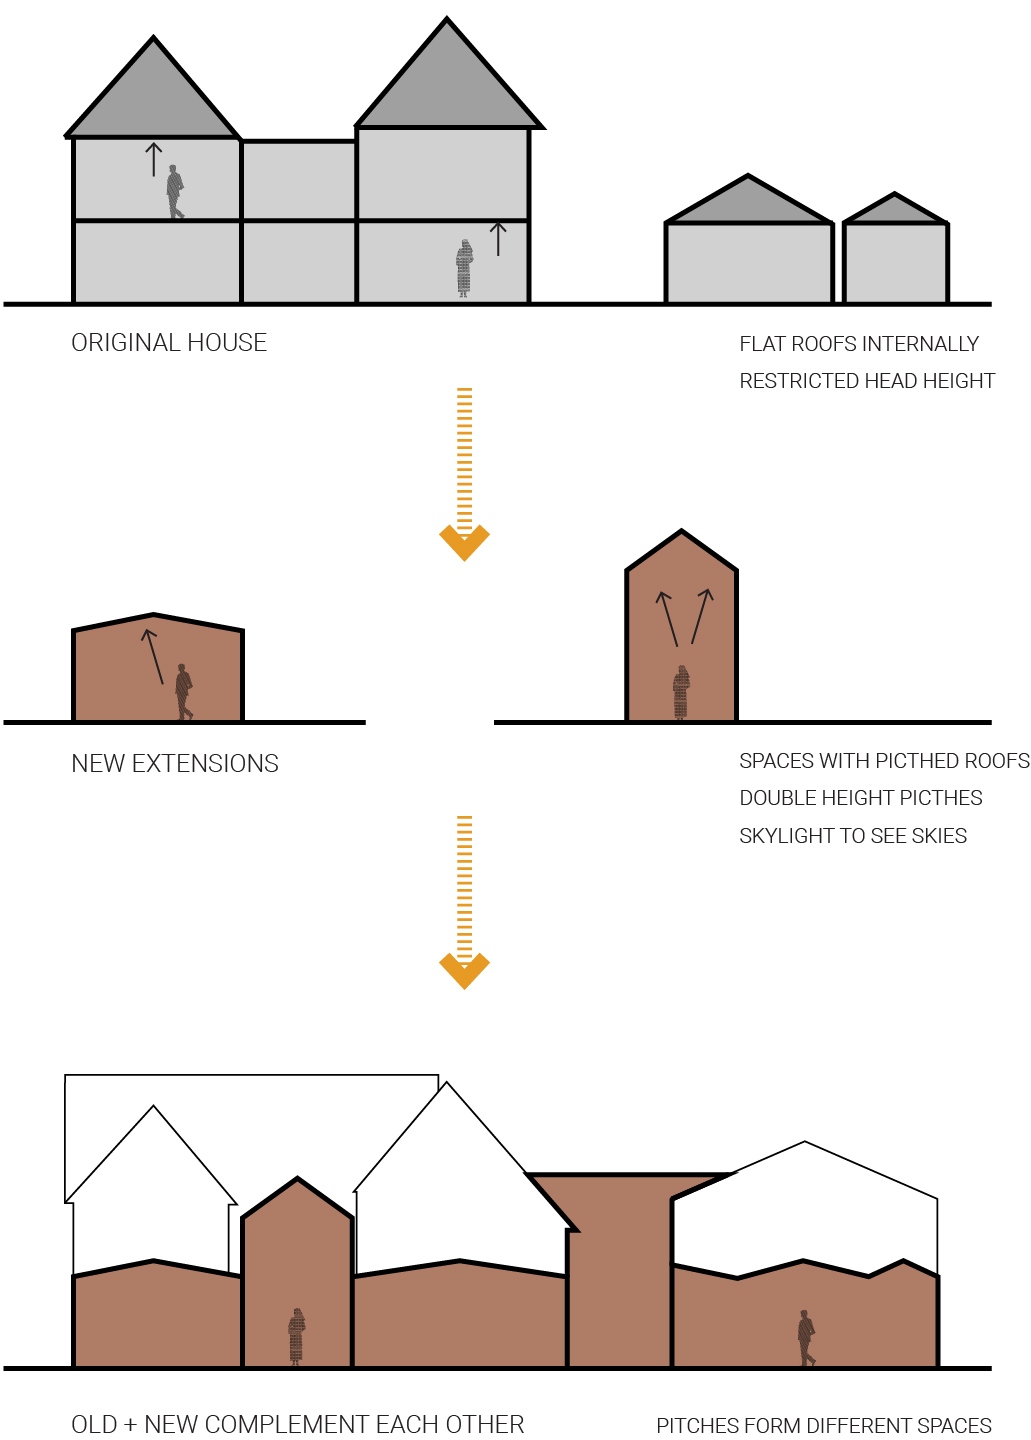 ORIGINAL HOUSE
FLAT ROOFS INTERNALLY
RESTRICTED HEAD HEIGHT
NEW EXTENSIONS
SPACES WITH PICTHED ROOFS
DOUBLE HEIGHT PICTHES
SKYLIGHT TO SEE SKIES
OLD + NEW COMPLEMENT EACH OTHER
PITCHES FORM DIFFERENT SPACES